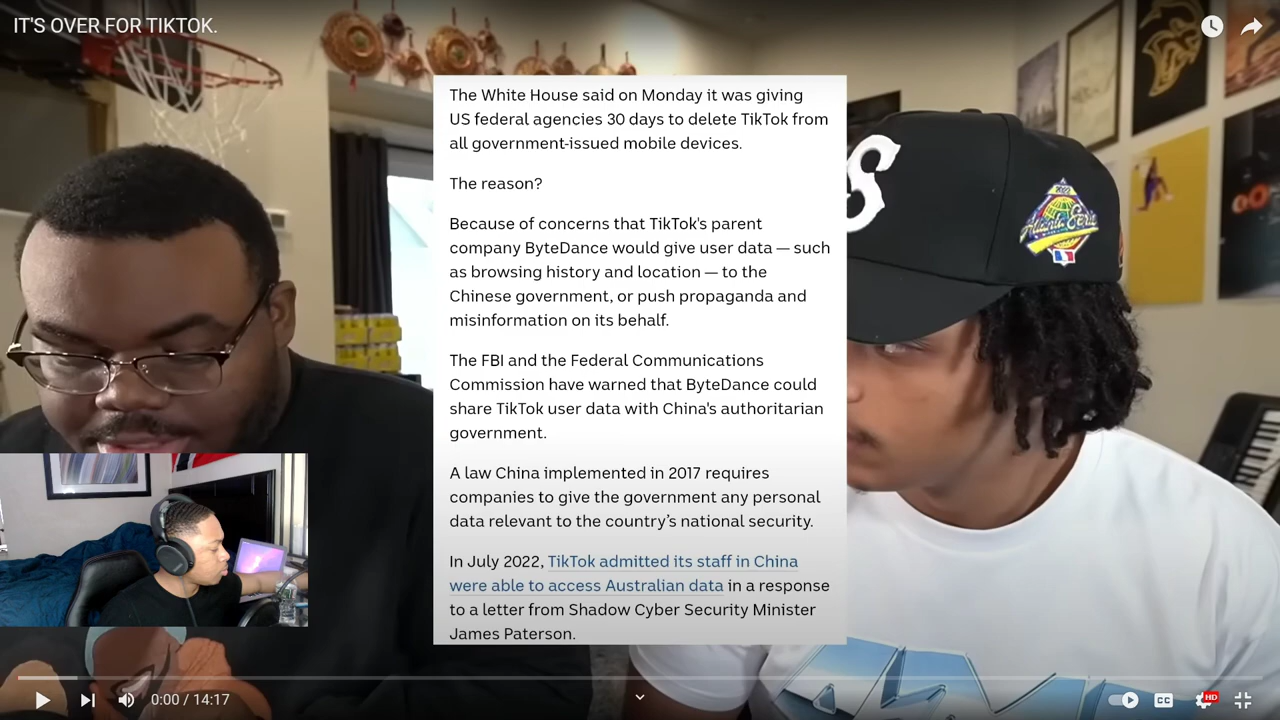 IT'S OVER FOR TIKTOK.
The White House said on Monday it was giving
US federal agencies 30 days to delete TikTok from
all government-issued mobile devices.
The reason?
Because of concerns that TikTok's parent
company ByteDance would give user data — such
as browsing history and location — to the
Chinese government, or push propaganda and
misinformation on its behalf.
The FBI and the Federal Communications
Commission have warned that ByteDance could
share TikTok user data with China's authoritarian
government.
A law China implemented in 2017 requires
companies to give the government any personal
data relevant to the country’s national security.
In July 2022, TikTok admitted its staff in China
were able to access Australian data in a response
to a letter from Shadow Cyber Security Minister
James Paterson.
S
0:00 / 14:17
CC
HD